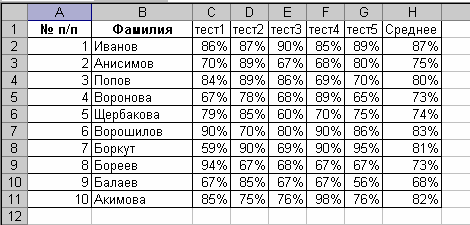 A B C D E F G H
1 № п/п Фамилия тест1 тест2 тест3 тест4 тест5 Среднее
2 1 Иванов 86% 87% 90% 85% 89% 87%
3 2 Анисимов 70% 89% 67% 68% 80% 75%
4 3 Попов 84% 89% 86% 69% 70% 80%
5 4 Воронова 67% 78% 68% 89% 65% 73%
6 5 Щербакова 79% 85% 60% 70% 75% 74%
7 6 Ворошилов 90% 70% 80% 90% 86% 83%
8 7 Боркут 59% 90% 69% 90% 95% 81%
9 8 Бореев 94% 67% 68% 67% 67% 73%
10 9 Балаев 67% 85% 67% 67% 56% 68%
11 10 Акимова 85% 75% 76% 98% 76% 82%
12